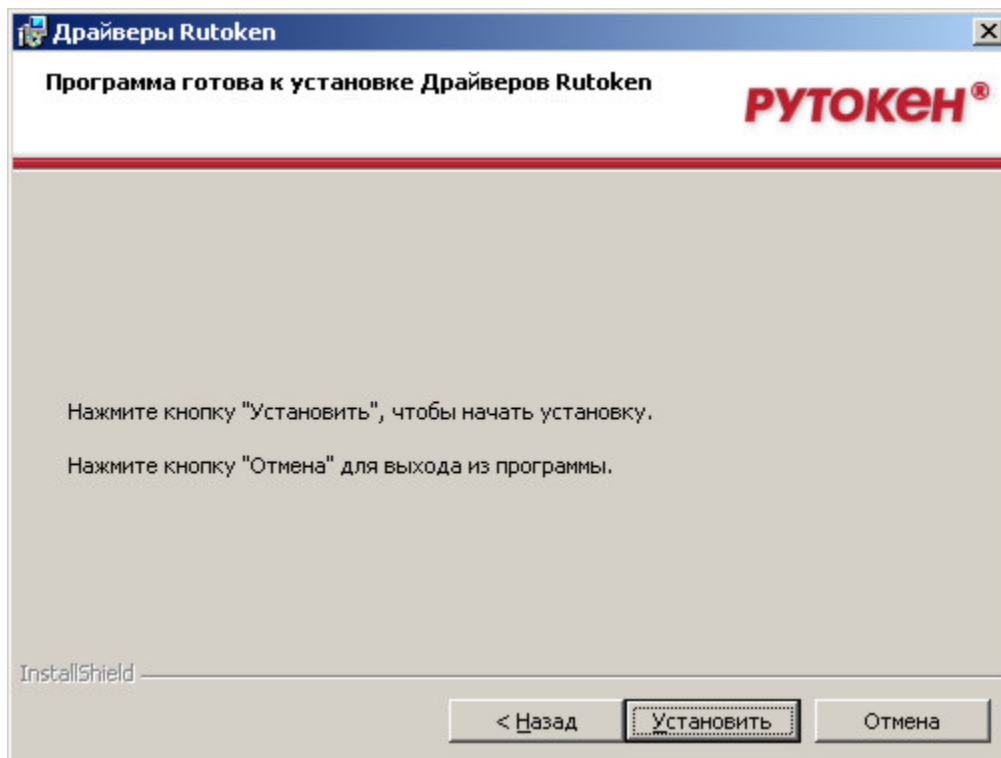 Драйверы Rutoken
Программа готова к установке Драйверов Rutoken
РУТОКЕН®
Нажмите кнопку "Установить", чтобы начать установку.
Нажмите кнопку "Отмена" для выхода из программы.
InstallShield
< Назад
Установить
Отмена